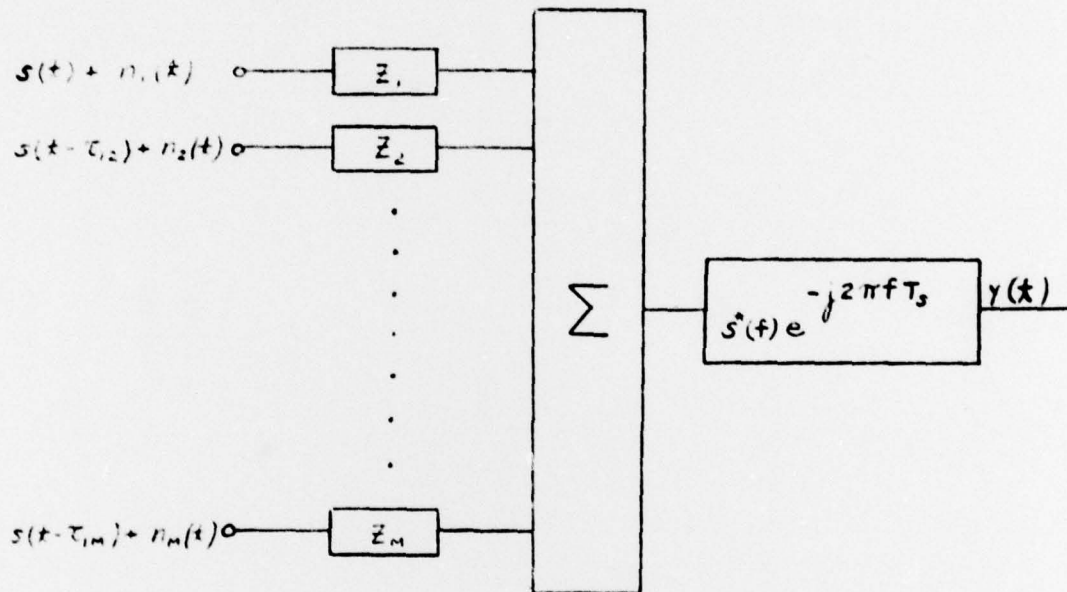 s(t) + n₁(t)
Z₁
s(t-τ₁₂) + n₂(t)
Z₂
Σ
s*(f) e^-j2πfTₛ
y(t)
s(t-τ₁M) + nM(t)
ZM